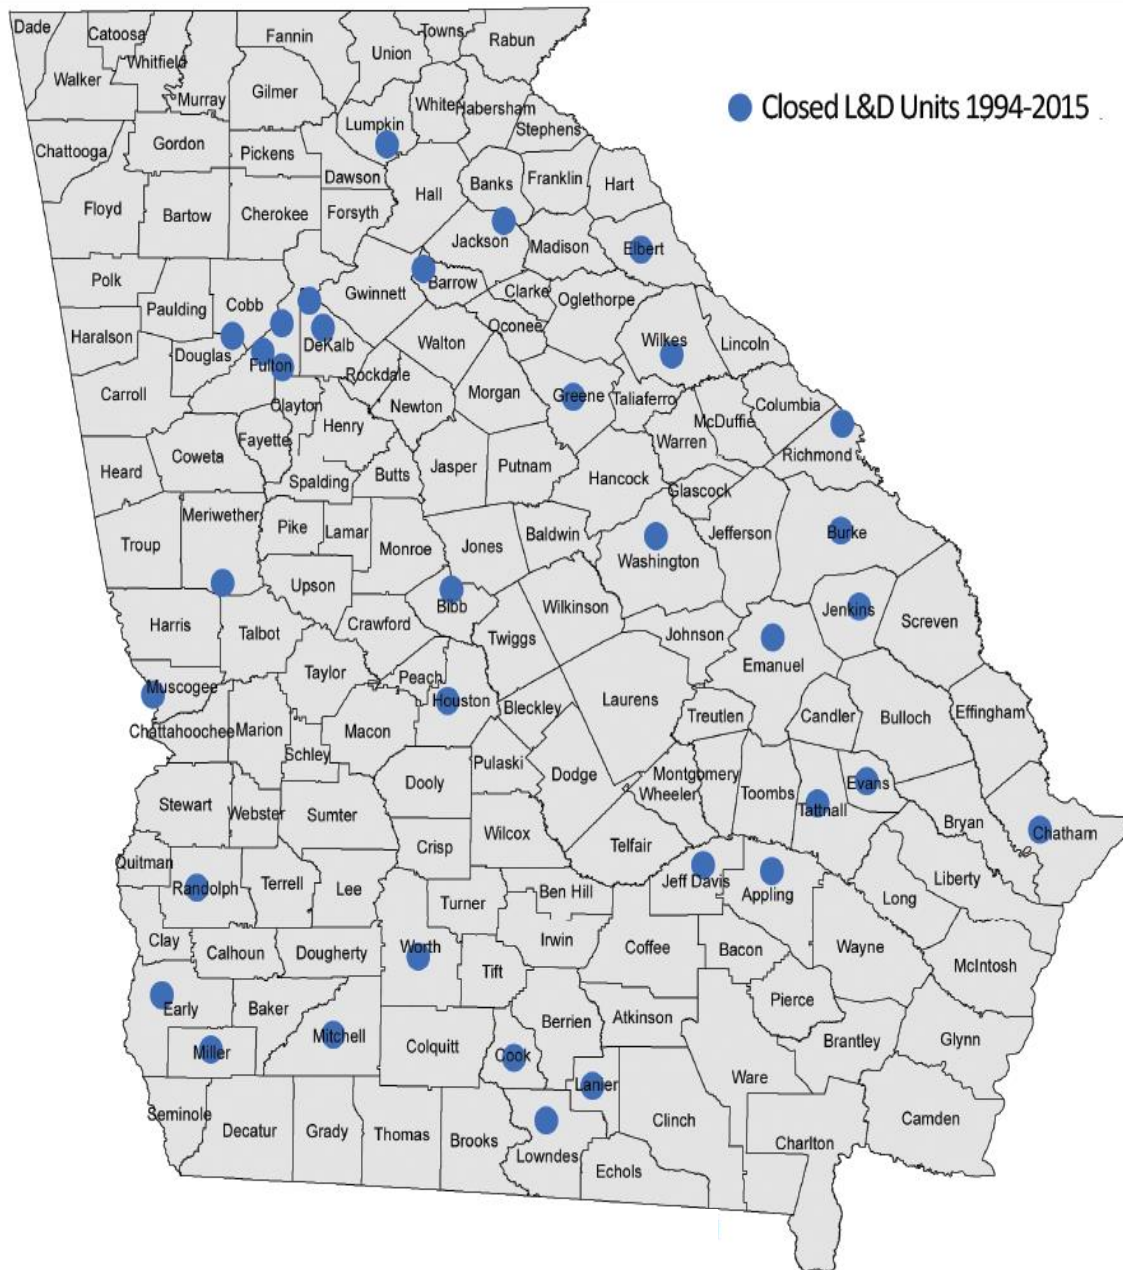 Dade
Catoosa
Whitfield
Walker
Murray
Fannin
Gilmer
Union
Towns
Rabun
White
Habersham
Lumpkin
Stephens
Closed L&D Units 1994-2015
Chattooga
Gordon
Pickens
Dawson
Hall
Banks
Franklin
Hart
Floyd
Bartow
Cherokee
Forsyth
Jackson
Madison
Elbert
Polk
Paulding
Cobb
Gwinnett
Barrow
Clarke
Oglethorpe
Oconee
Haralson
Douglas
Fulton
DeKalb
Walton
Wilkes
Lincoln
Carroll
Rockdale
Clayton
Newton
Morgan
Greene
Taliaferro
Columbia
McDuffie
Warren
Richmond
Heard
Coweta
Fayette
Henry
Spalding
Butts
Jasper
Putnam
Hancock
Glascock
Troup
Meriwether
Pike
Lamar
Monroe
Jones
Baldwin
Washington
Jefferson
Burke
Upson
Bibb
Wilkinson
Jenkins
Screven
Harris
Talbot
Crawford
Twiggs
Johnson
Emanuel
Muscogee
Taylor
Peach
Houston
Bleckley
Laurens
Treutlen
Candler
Bulloch
Effingham
Chattahoochee
Marion
Macon
Schley
Pulaski
Dodge
Montgomery
Wheeler
Toombs
Tattnall
Evans
Stewart
Webster
Sumter
Dooly
Crisp
Wilcox
Telfair
Bryan
Chatham
Quitman
Randolph
Terrell
Lee
Turner
Ben Hill
Jeff Davis
Appling
Long
Liberty
Clay
Calhoun
Dougherty
Worth
Tift
Irwin
Coffee
Bacon
Wayne
McIntosh
Early
Baker
Mitchell
Colquitt
Berrien
Atkinson
Pierce
Brantley
Glynn
Miller
Cook
Lanier
Ware
Clinch
Camden
Seminole
Decatur
Grady
Thomas
Brooks
Lowndes
Echols
Charlton